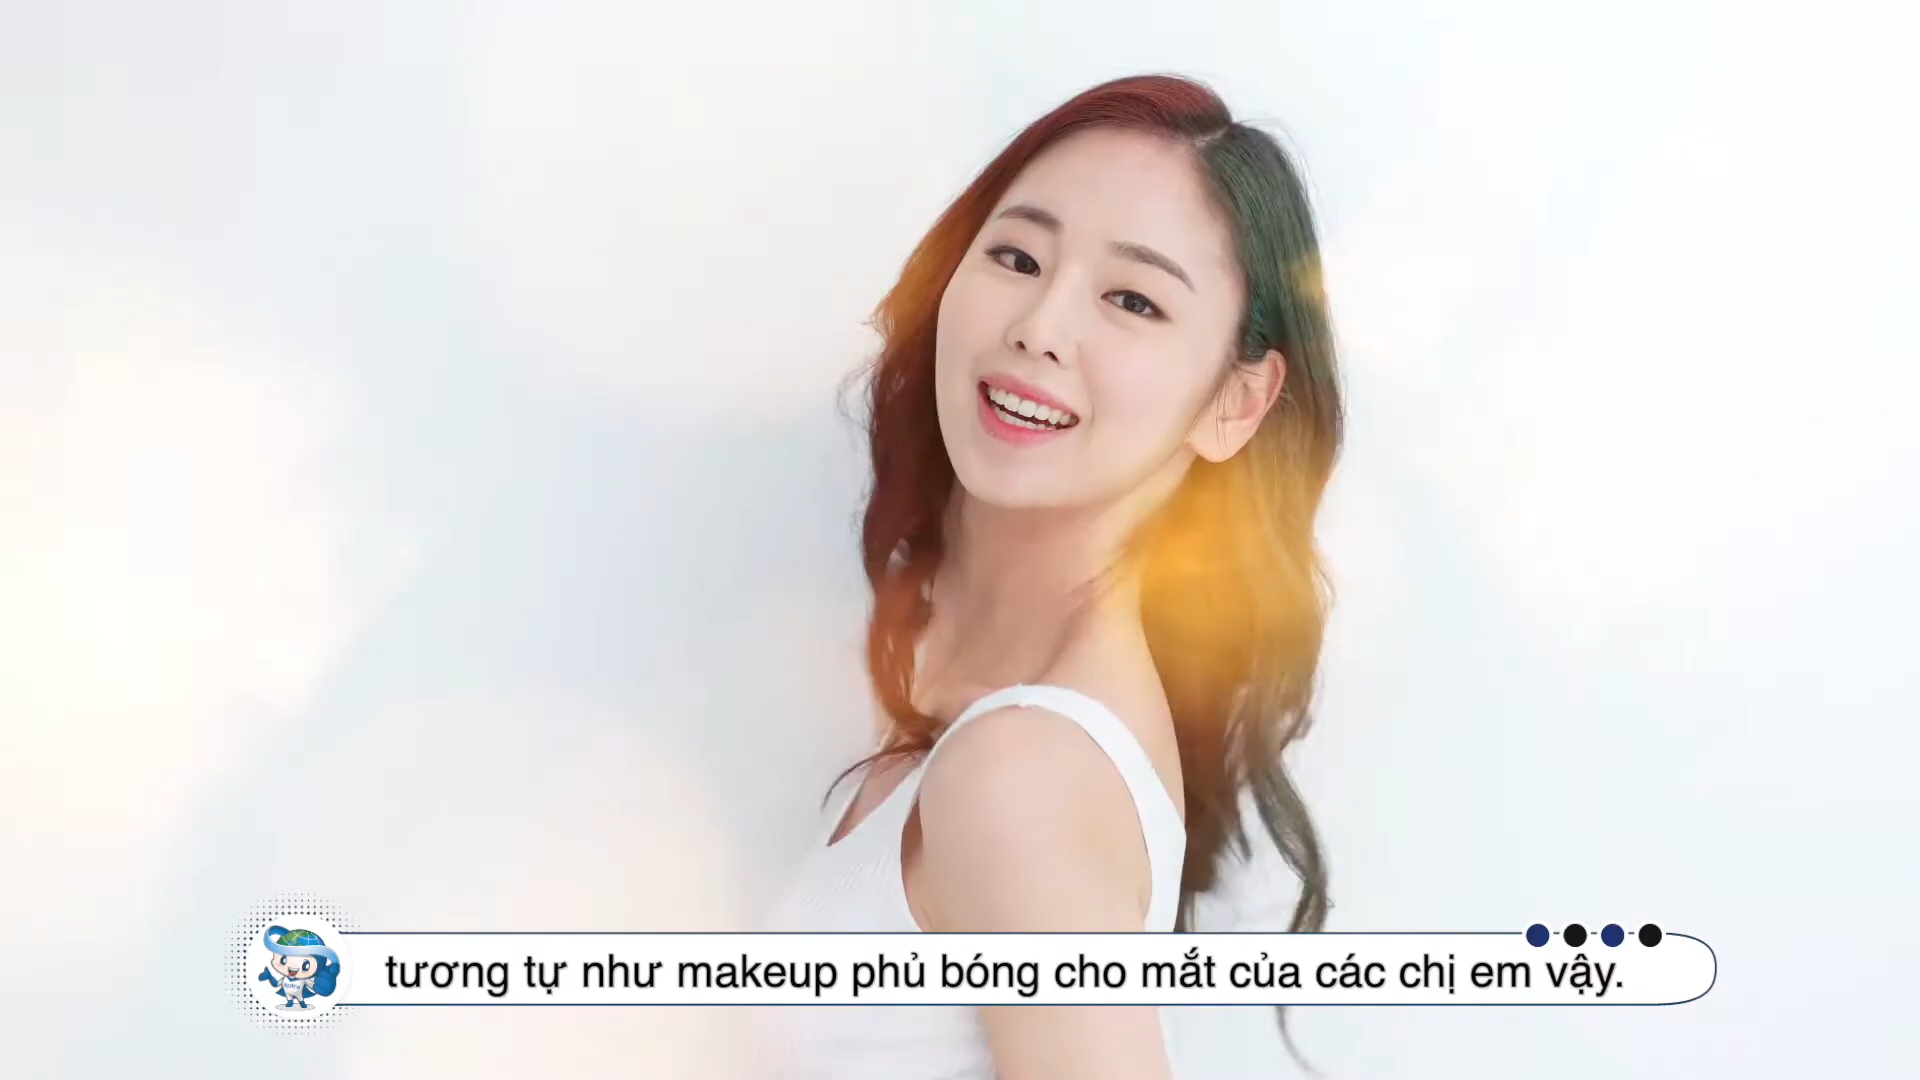 tương tự như makeup phủ bóng cho mắt của các chị em vậy.